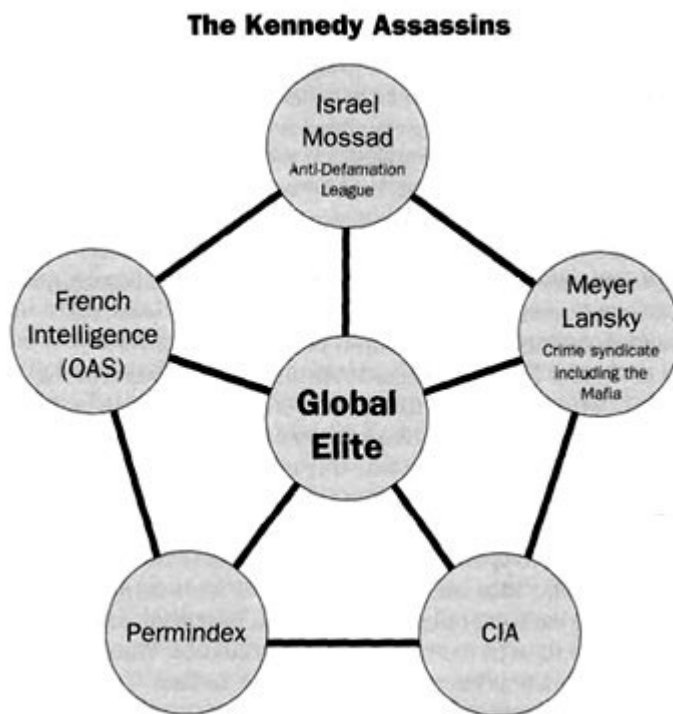 The Kennedy Assassins
Israel
Mossad
Anti-Defamation
League
French
Intelligence
(OAS)
Meyer
Lansky
Crime syndicate
including the
Mafia
Global
Elite
Permindex
CIA